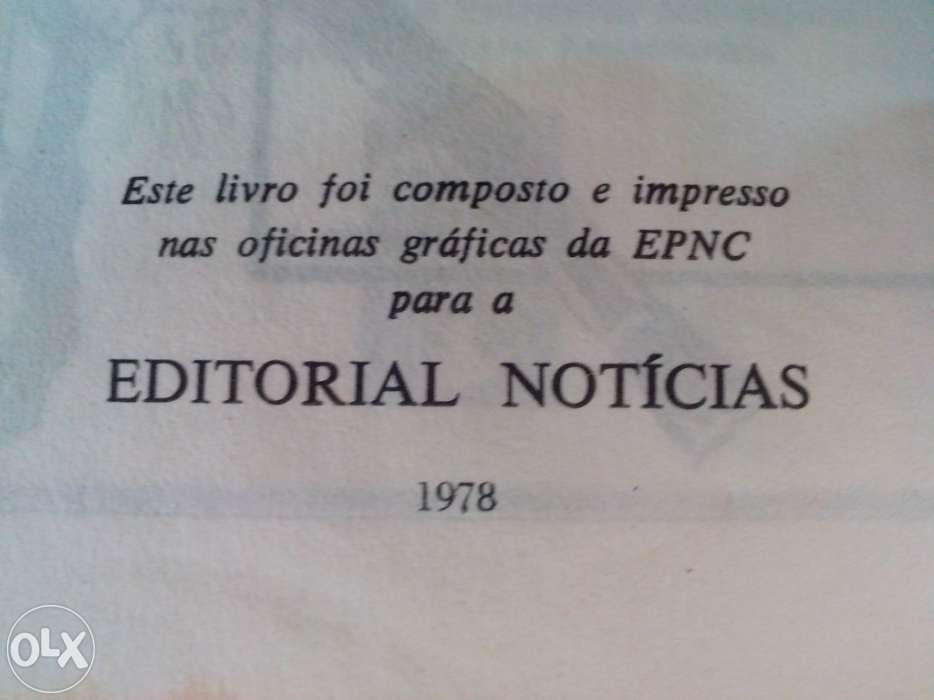 Este livro foi composto e impresso
nas oficinas gráficas da EPNC
para a
EDITORIAL NOTÍCIAS
1978
OLX